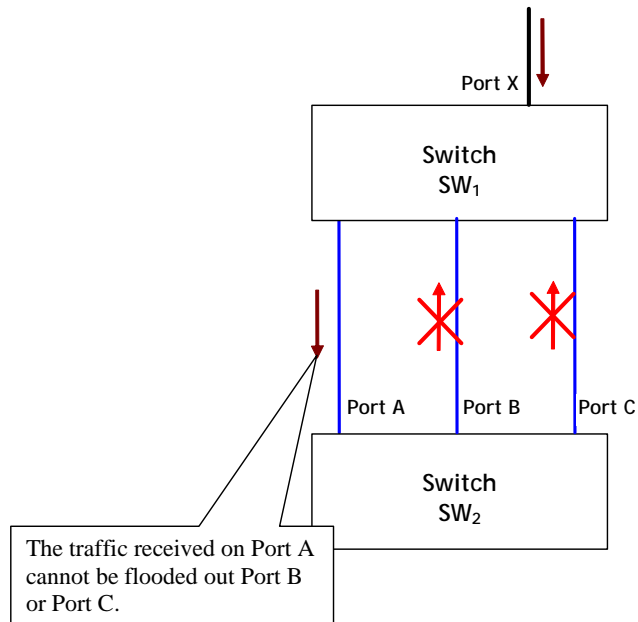 Port X
Switch
SW₁
Port A
Port B
Port C
Switch
SW₂
The traffic received on Port A
cannot be flooded out Port B
or Port C.